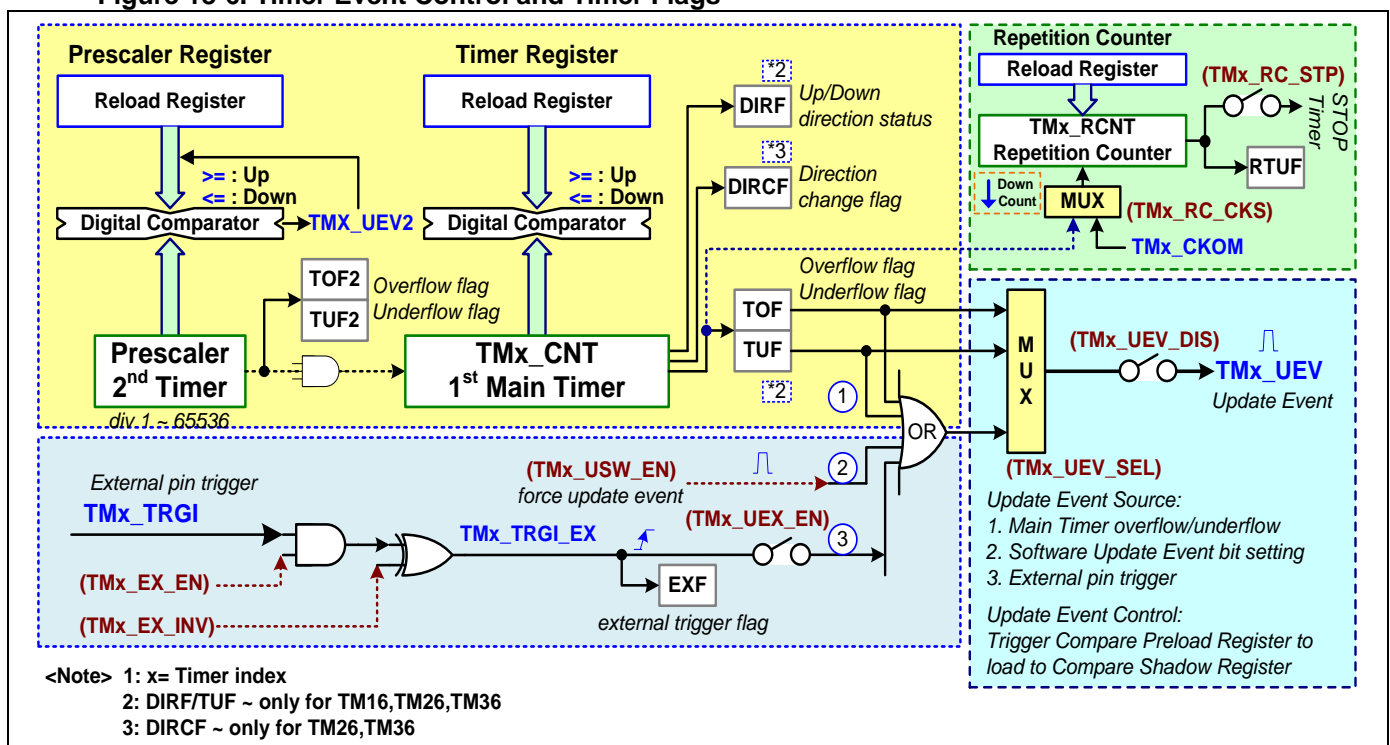 Figure 18-6. Timer Event Control and Timer Flags
Prescaler Register
Reload Register
>= : Up
<= : Down
Digital Comparator
TMX_UEV2
TOF2
TUF2
Overflow flag
Underflow flag
Prescaler
2nd Timer
div 1 ~ 65536
Timer Register
Reload Register
>= : Up
<= : Down
Digital Comparator
TMx_CNT
1st Main Timer
*2
DIRF
Up/Down
direction status
*3
DIRCF
Direction
change flag
Overflow flag
Underflow flag
TOF
TUF
*2
1
OR
Repetition Counter
Reload Register
(TMx_RC_STP)
STOP
Timer
TMx_RCNT
Repetition Counter
RTUF
Down
Count
MUX
(TMx_RC_CKS)
TMx_CKOM
External pin trigger
TMx_TRGI
(TMx_EX_EN)
(TMx_EX_INV)
TMx_TRGI_EX
EXF
external trigger flag
(TMx_USW_EN)
force update event
2
(TMx_UEX_EN)
3
MUX
(TMx_UEV_DIS)
TMx_UEV
Update Event
(TMx_UEV_SEL)
Update Event Source:
1. Main Timer overflow/underflow
2. Software Update Event bit setting
3. External pin trigger
Update Event Control:
Trigger Compare Preload Register to
load to Compare Shadow Register
<Note> 1: x= Timer index
2: DIRF/TUF ~ only for TM16,TM26,TM36
3: DIRCF ~ only for TM26,TM36